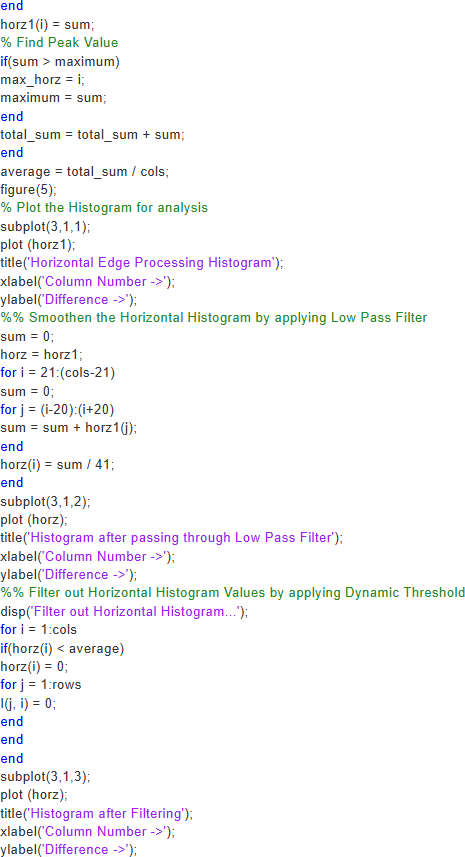 end
horz1(i) = sum;
% Find Peak Value
if(sum > maximum)
max_horz = i;
maximum = sum;
end
total_sum = total_sum + sum;
end
average = total_sum / cols;
figure(5);
% Plot the Histogram for analysis
subplot(3,1,1);
plot (horz1);
title('Horizontal Edge Processing Histogram');
xlabel('Column Number ->');
ylabel('Difference ->');
%% Smoothen the Horizontal Histogram by applying Low Pass Filter
sum = 0;
horz = horz1;
for i = 21:(cols-21)
sum = 0;
for j = (i-20):(i+20)
sum = sum + horz1(j);
end
horz(i) = sum / 41;
end
subplot(3,1,2);
plot (horz);
title('Histogram after passing through Low Pass Filter');
xlabel('Column Number ->');
ylabel('Difference ->');
%% Filter out Horizontal Histogram Values by applying Dynamic Threshold
disp('Filter out Horizontal Histogram...');
for i = 1:cols
if(horz(i) < average)
horz(i) = 0;
for j = 1:rows
I(j, i) = 0;
end
end
end
subplot(3,1,3);
plot (horz);
title('Histogram after Filtering');
xlabel('Column Number ->');
ylabel('Difference ->');